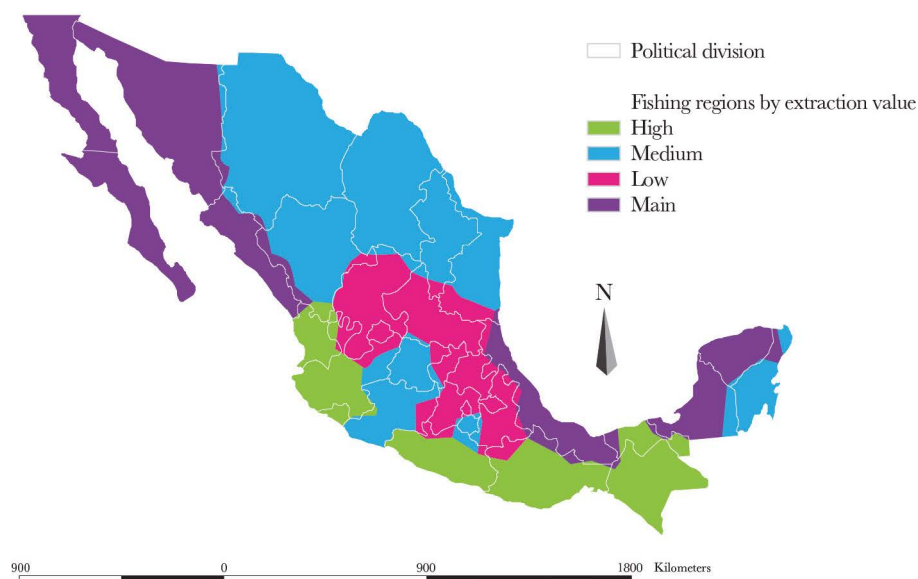 Political division
Fishing regions by extraction value
High
Medium
Low
Main
N
900 0 900 1800 Kilometers